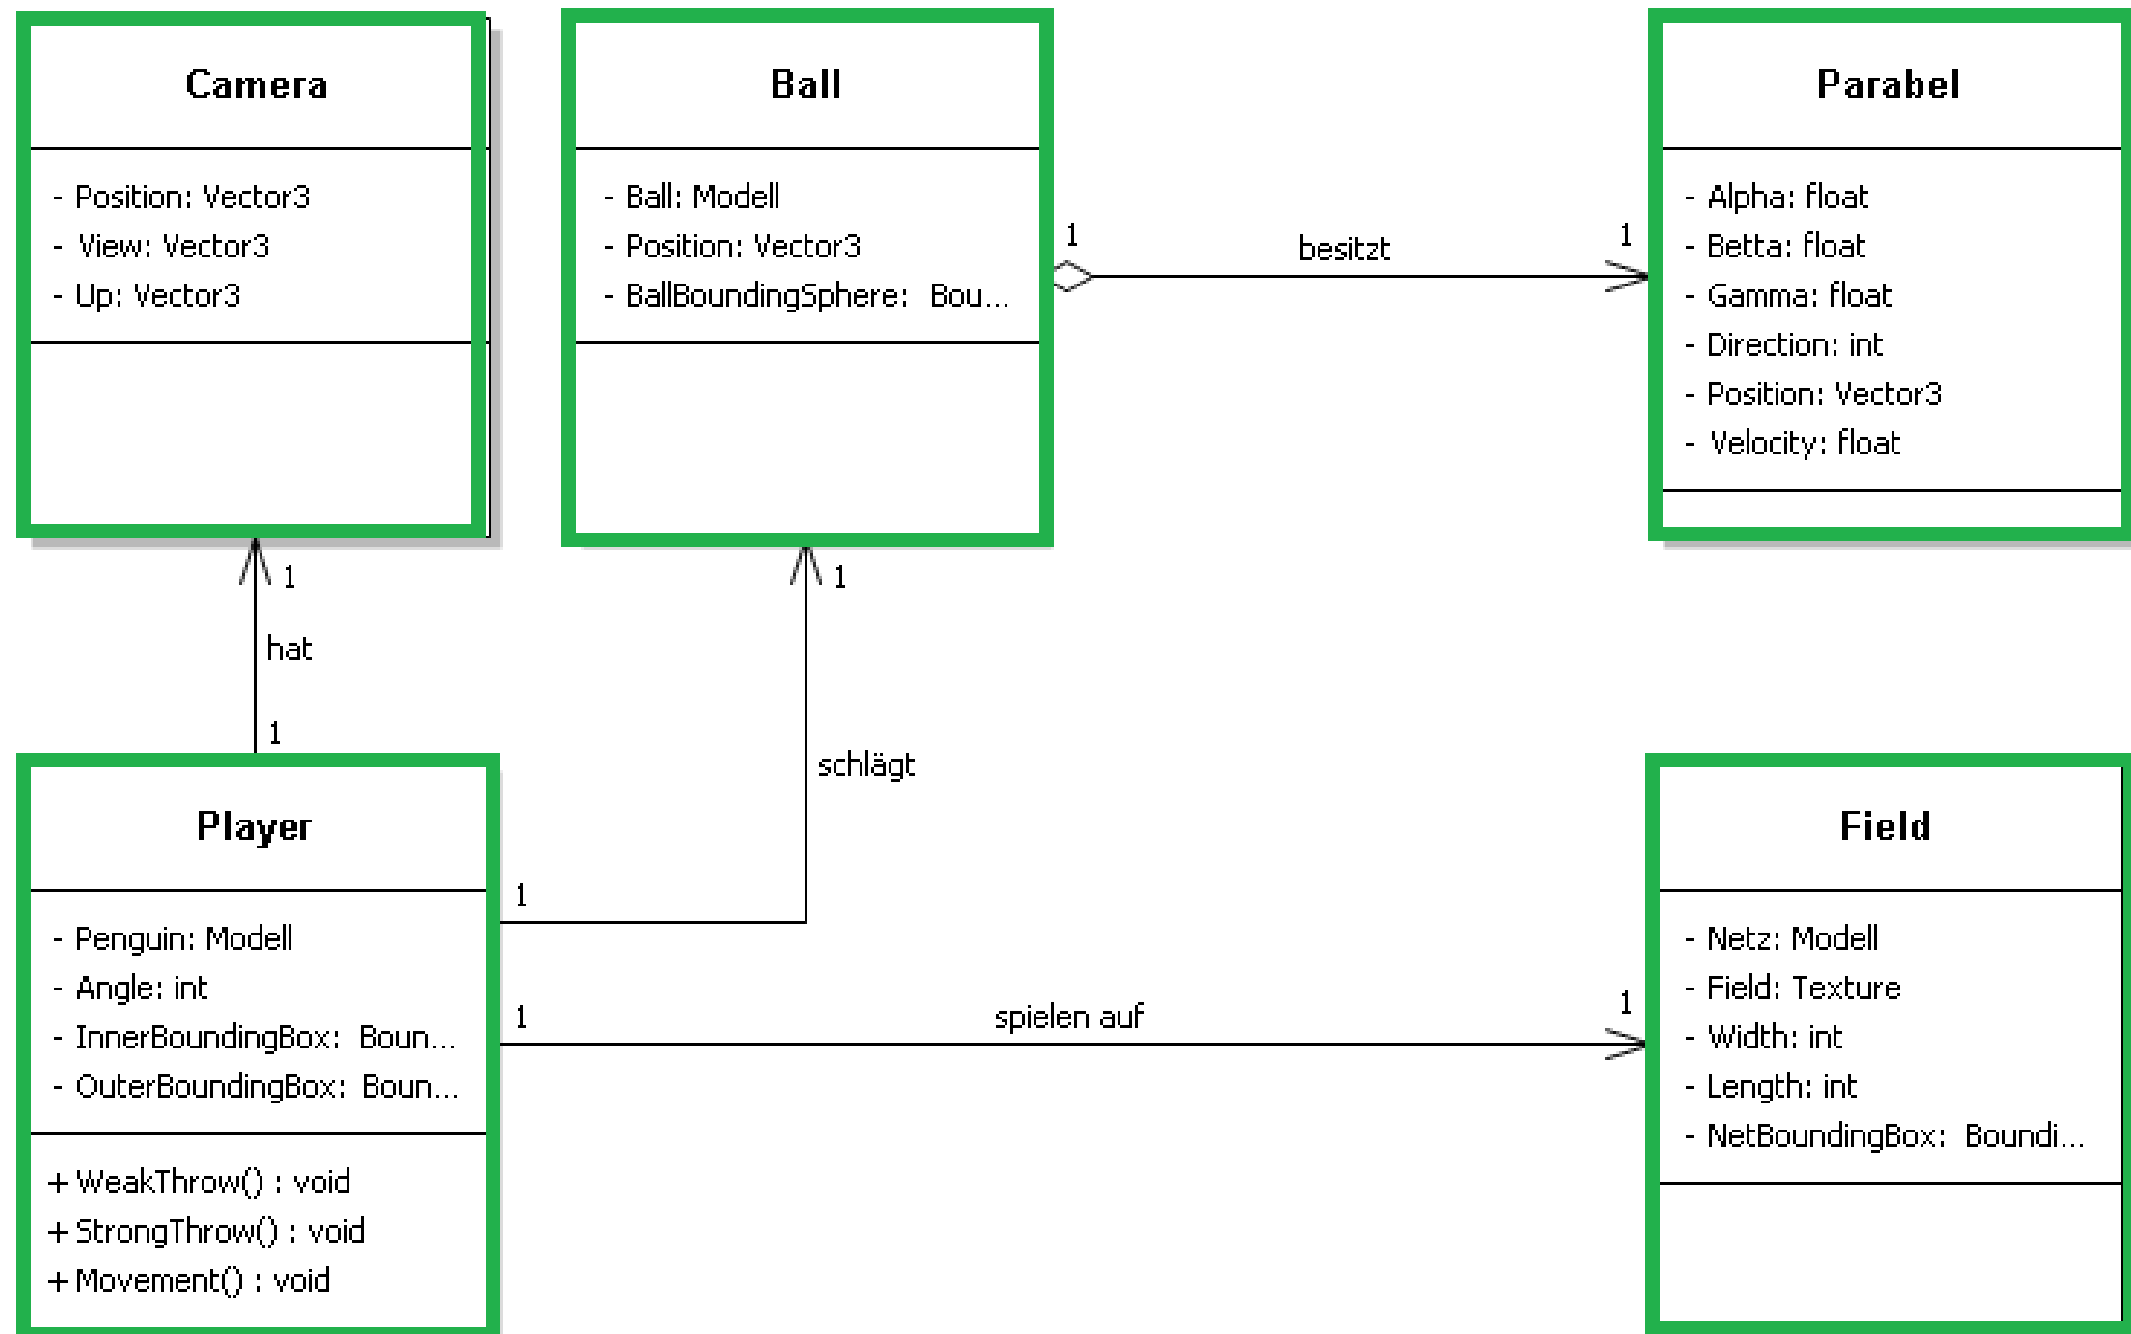 Camera
- Position: Vector3
- View: Vector3
- Up: Vector3
Ball
- Ball: Modell
- Position: Vector3
- BallBoundingSphere: Bou...
1
besitzt
1
Parabel
- Alpha: float
- Betta: float
- Gamma: float
- Direction: int
- Position: Vector3
- Velocity: float
1
hat
1
1
schlägt
1
Player
- Penguin: Modell
- Angle: int
- InnerBoundingBox: Boun...
- OuterBoundingBox: Boun...
+ WeakThrow() : void
+ StrongThrow() : void
+ Movement() : void
1
spielen auf
1
Field
- Netz: Modell
- Field: Texture
- Width: int
- Length: int
- NetBoundingBox: Boundi...